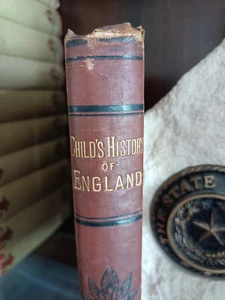 CHILD'S HISTORY
OF
ENGLAND
THE STATE